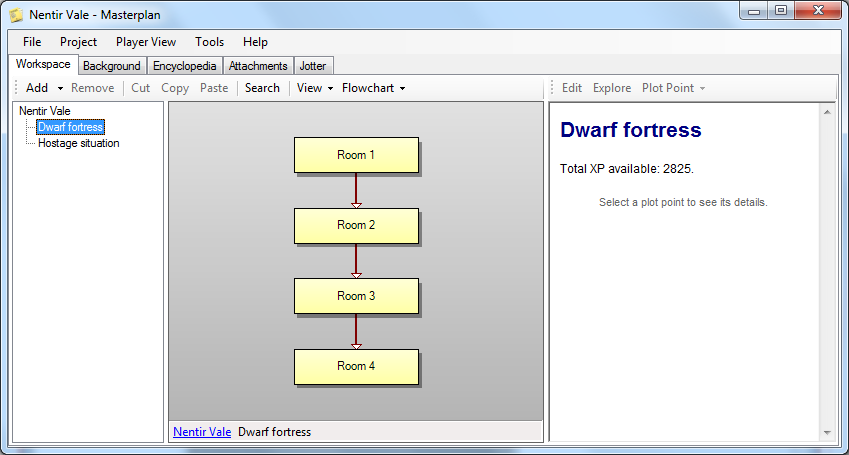 Nentir Vale - Masterplan
File Project Player View Tools Help
Workspace Background Encyclopedia Attachments Jotter
Add Remove Cut Copy Paste Search View Flowchart
Edit Explore Plot Point
Nentir Vale
Dwarf fortress
Hostage situation
Room 1
Room 2
Room 3
Room 4
Nentir Vale Dwarf fortress
Dwarf fortress
Total XP available: 2825.
Select a plot point to see its details.